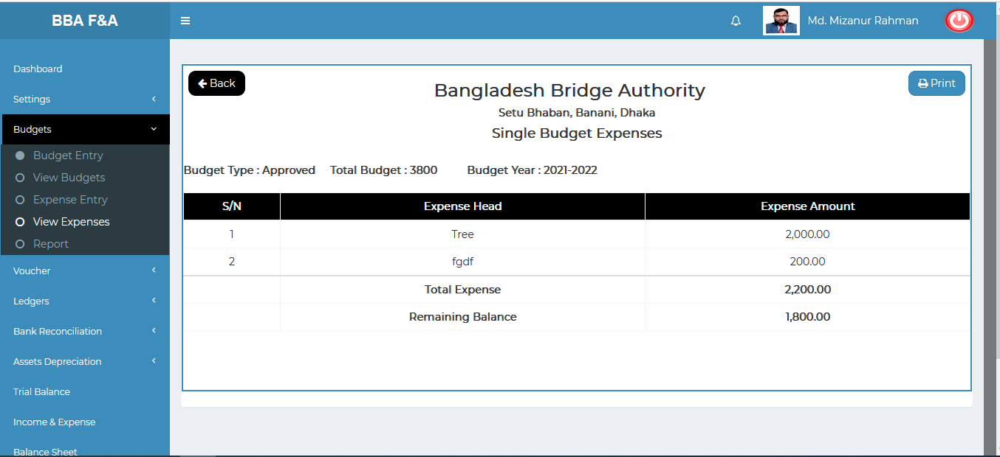 BBA F&A
Md. Mizanur Rahman
Dashboard
Settings
Budgets
Budget Entry
View Budgets
Expense Entry
View Expenses
Report
Voucher
Ledgers
Bank Reconciliation
Assets Depreciation
Trial Balance
Income & Expense
Balance Sheet
Back
Print
Bangladesh Bridge Authority
Setu Bhaban, Banani, Dhaka
Single Budget Expenses
Budget Type : Approved Total Budget : 3800 Budget Year : 2021-2022
S/N Expense Head Expense Amount
1 Tree 2,000.00
2 fgdf 200.00
Total Expense 2,200.00
Remaining Balance 1,800.00